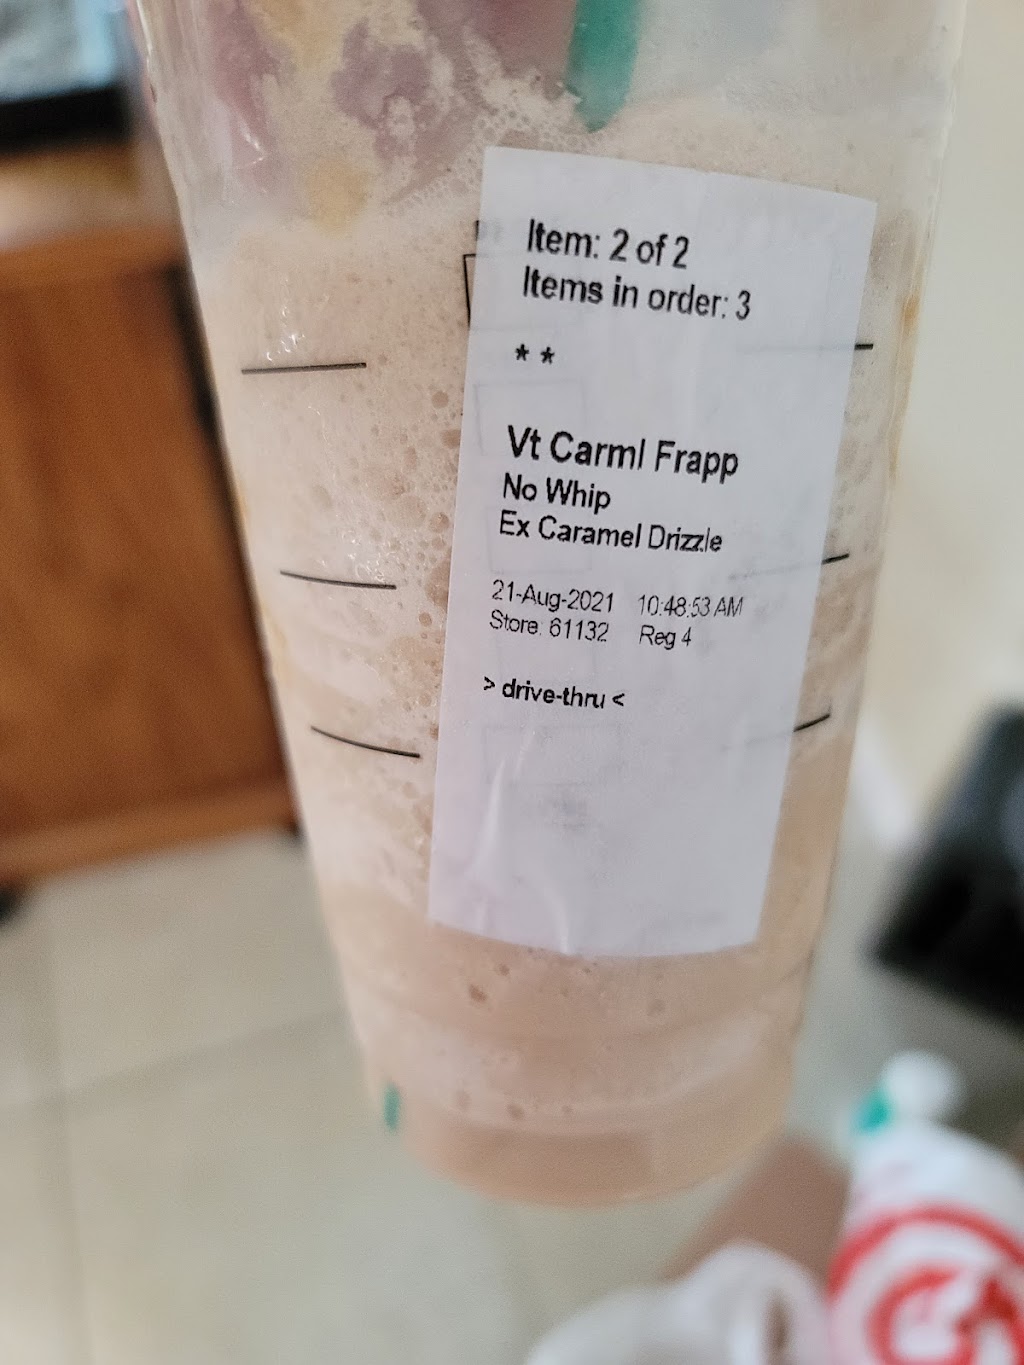 Item: 2 of 2
Items in order: 3
* *
Vt Carml Frapp
No Whip
Ex Caramel Drizzle
21-Aug-2021 10:48:53 AM
Store: 61132 Reg 4
> drive-thru <